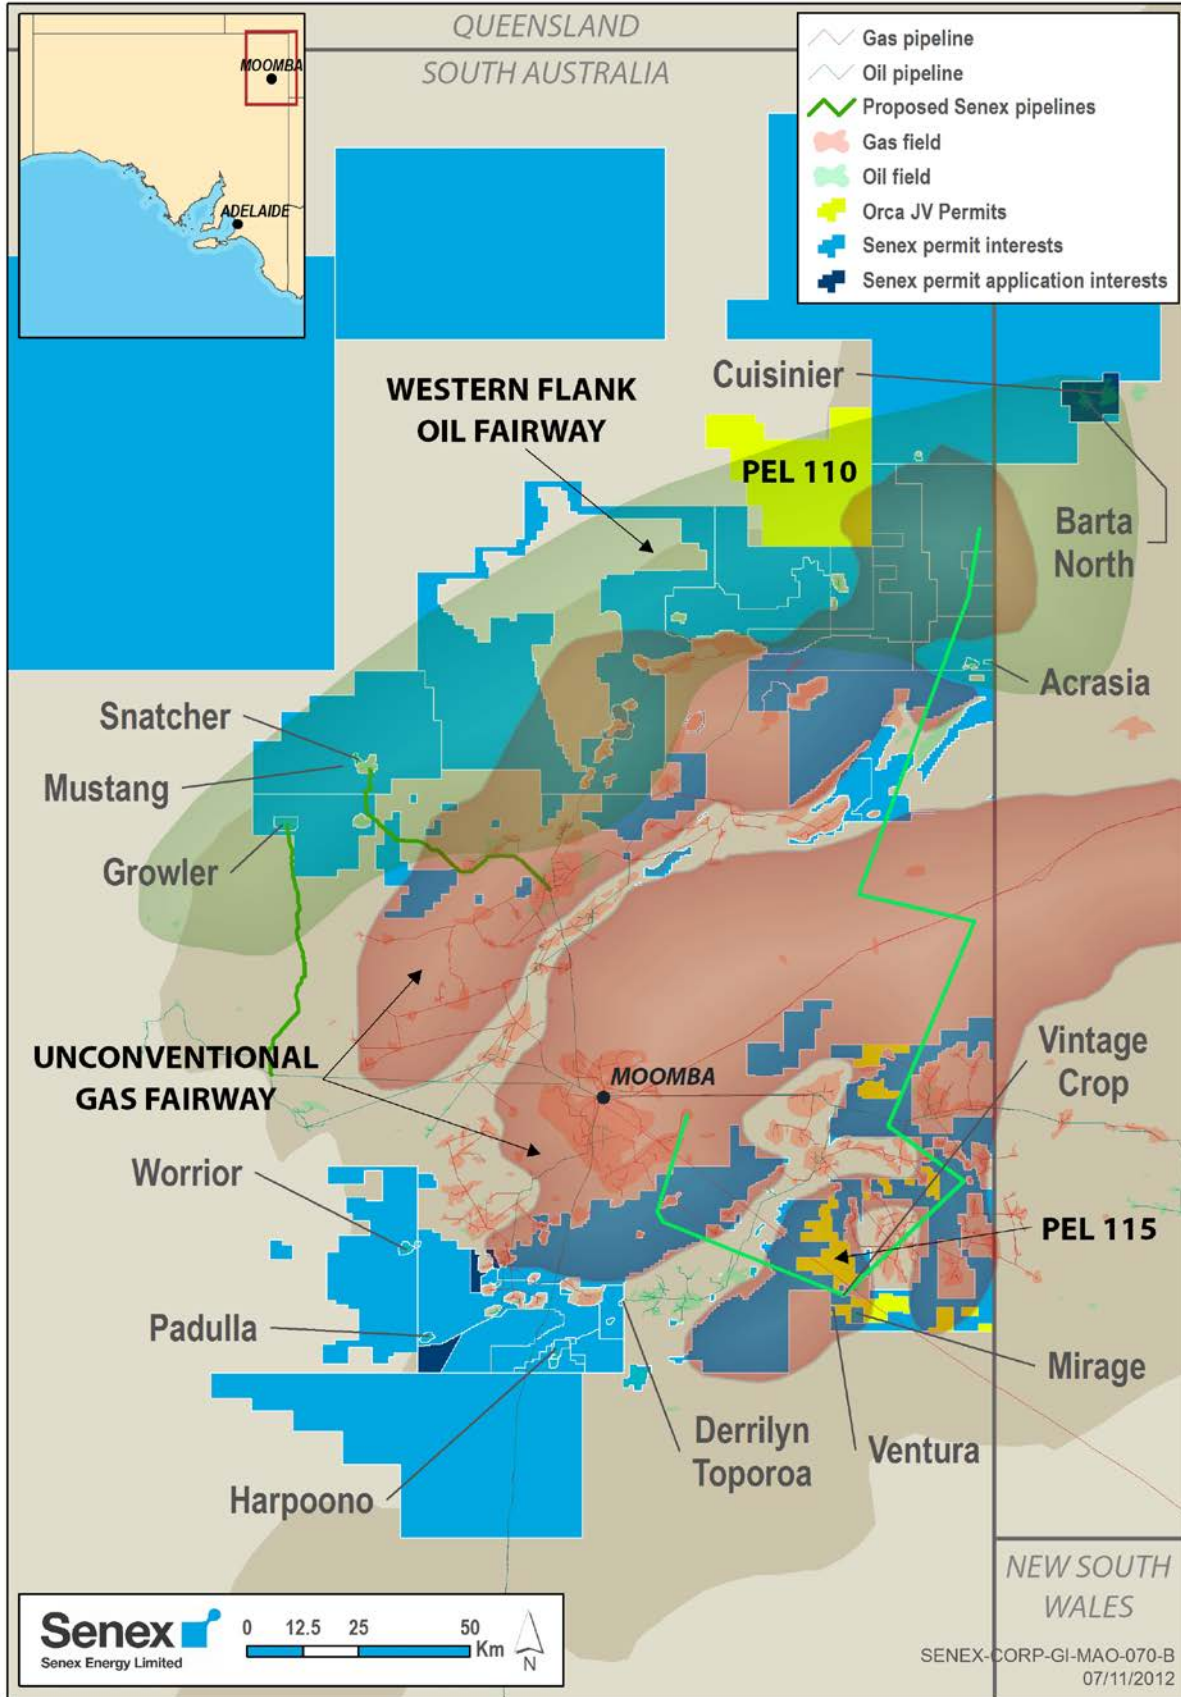 QUEENSLAND
SOUTH AUSTRALIA
MOOMBA
ADELAIDE
Gas pipeline
Oil pipeline
Proposed Senex pipelines
Gas field
Oil field
Orca JV Permits
Senex permit interests
Senex permit application interests
Cuisinier
WESTERN FLANK
OIL FAIRWAY
PEL 110
Barta
North
Acrasia
Snatcher
Mustang
Growler
UNCONVENTIONAL
GAS FAIRWAY
MOOMBA
Vintage
Crop
Worrior
PEL 115
Padulla
Mirage
Derrilyn
Toporoa
Ventura
Harpoono
NEW SOUTH
WALES
Senex
Senex Energy Limited
0 12.5 25 50
Km
N
SENEX-CORP-GI-MAO-070-B
07/11/2012